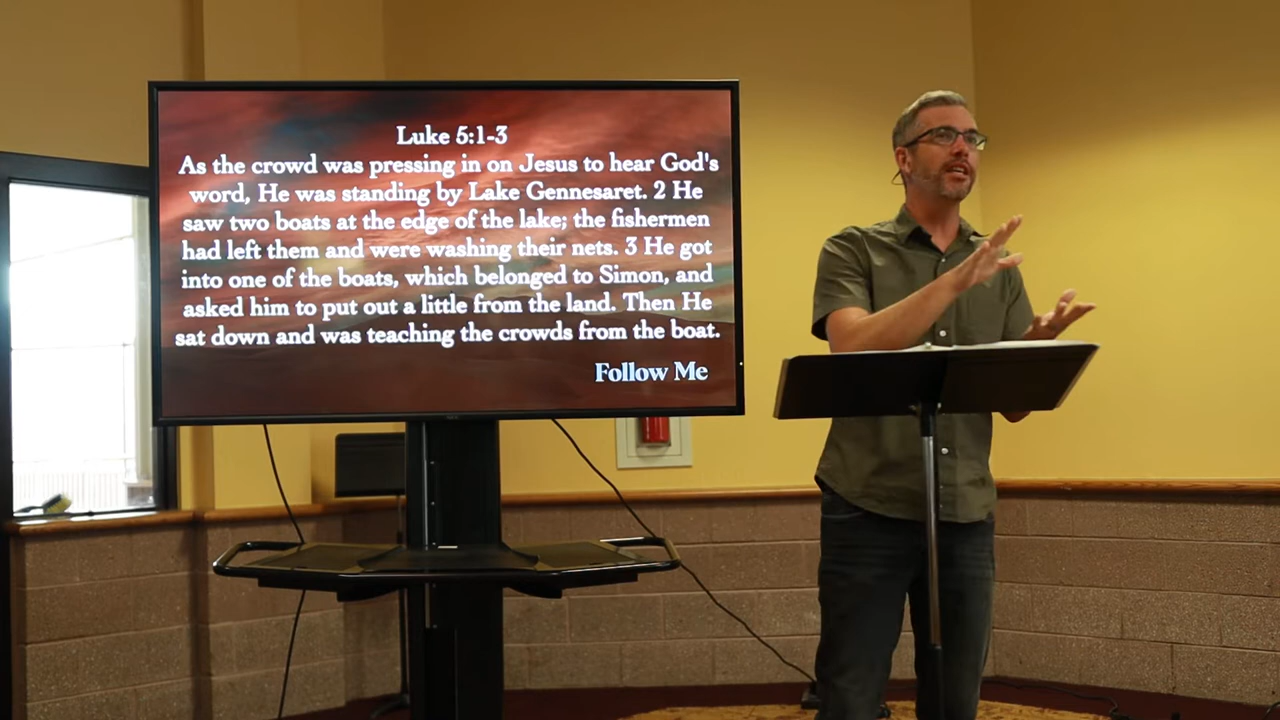 Luke 5:1-3
As the crowd was pressing in on Jesus to hear God's
word, He was standing by Lake Gennesaret. 2 He
saw two boats at the edge of the lake; the fishermen
had left them and were washing their nets. 3 He got
into one of the boats, which belonged to Simon, and
asked him to put out a little from the land. Then He
sat down and was teaching the crowds from the boat.
Follow Me